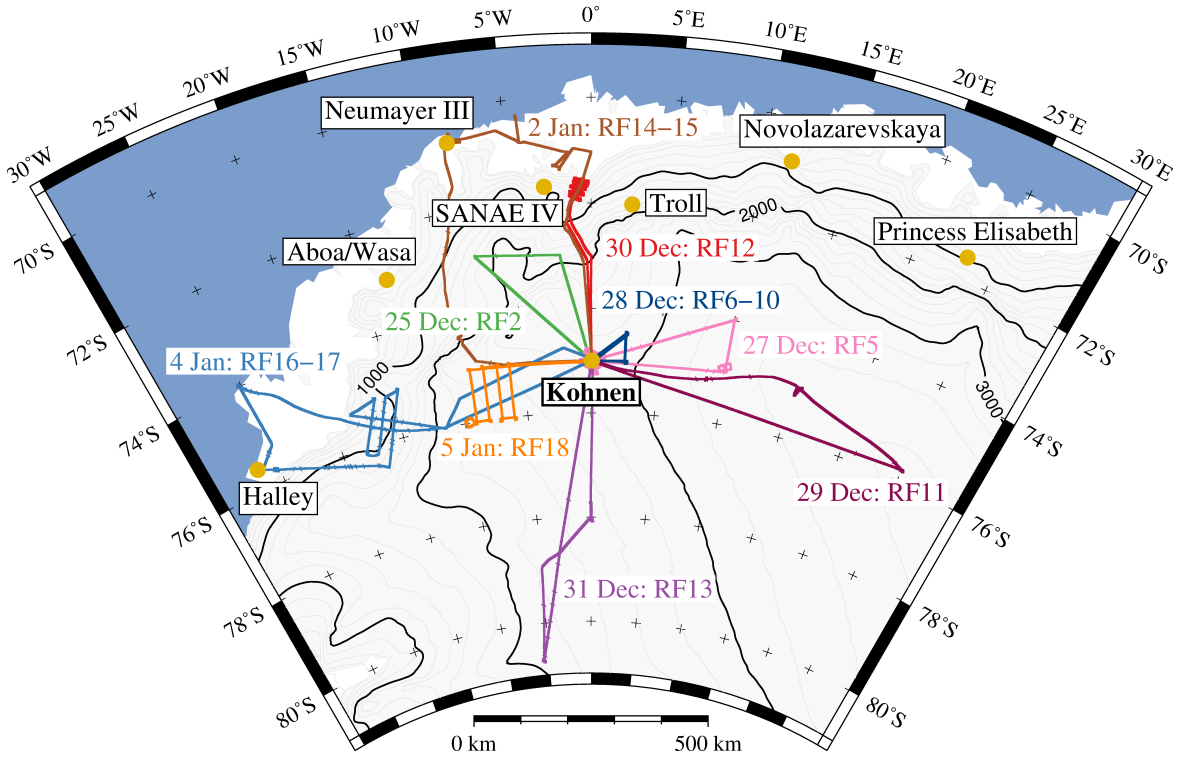 0°
5°W
5°E
10°W
10°E
15°W
15°E
20°W
20°E
25°W
25°E
30°W
30°E
Neumayer III
2 Jan: RF14−15
Novolazarevskaya
SANAE IV
Troll
2000
Princess Elisabeth
70°S
70°S
Aboa/Wasa
30 Dec: RF12
28 Dec: RF6−10
25 Dec: RF2
27 Dec: RF5
72°S
72°S
4 Jan: RF16−17
1000
Kohnen
3000
74°S
74°S
5 Jan: RF18
29 Dec: RF11
Halley
76°S
76°S
31 Dec: RF13
78°S
78°S
80°S
80°S
0 km
500 km